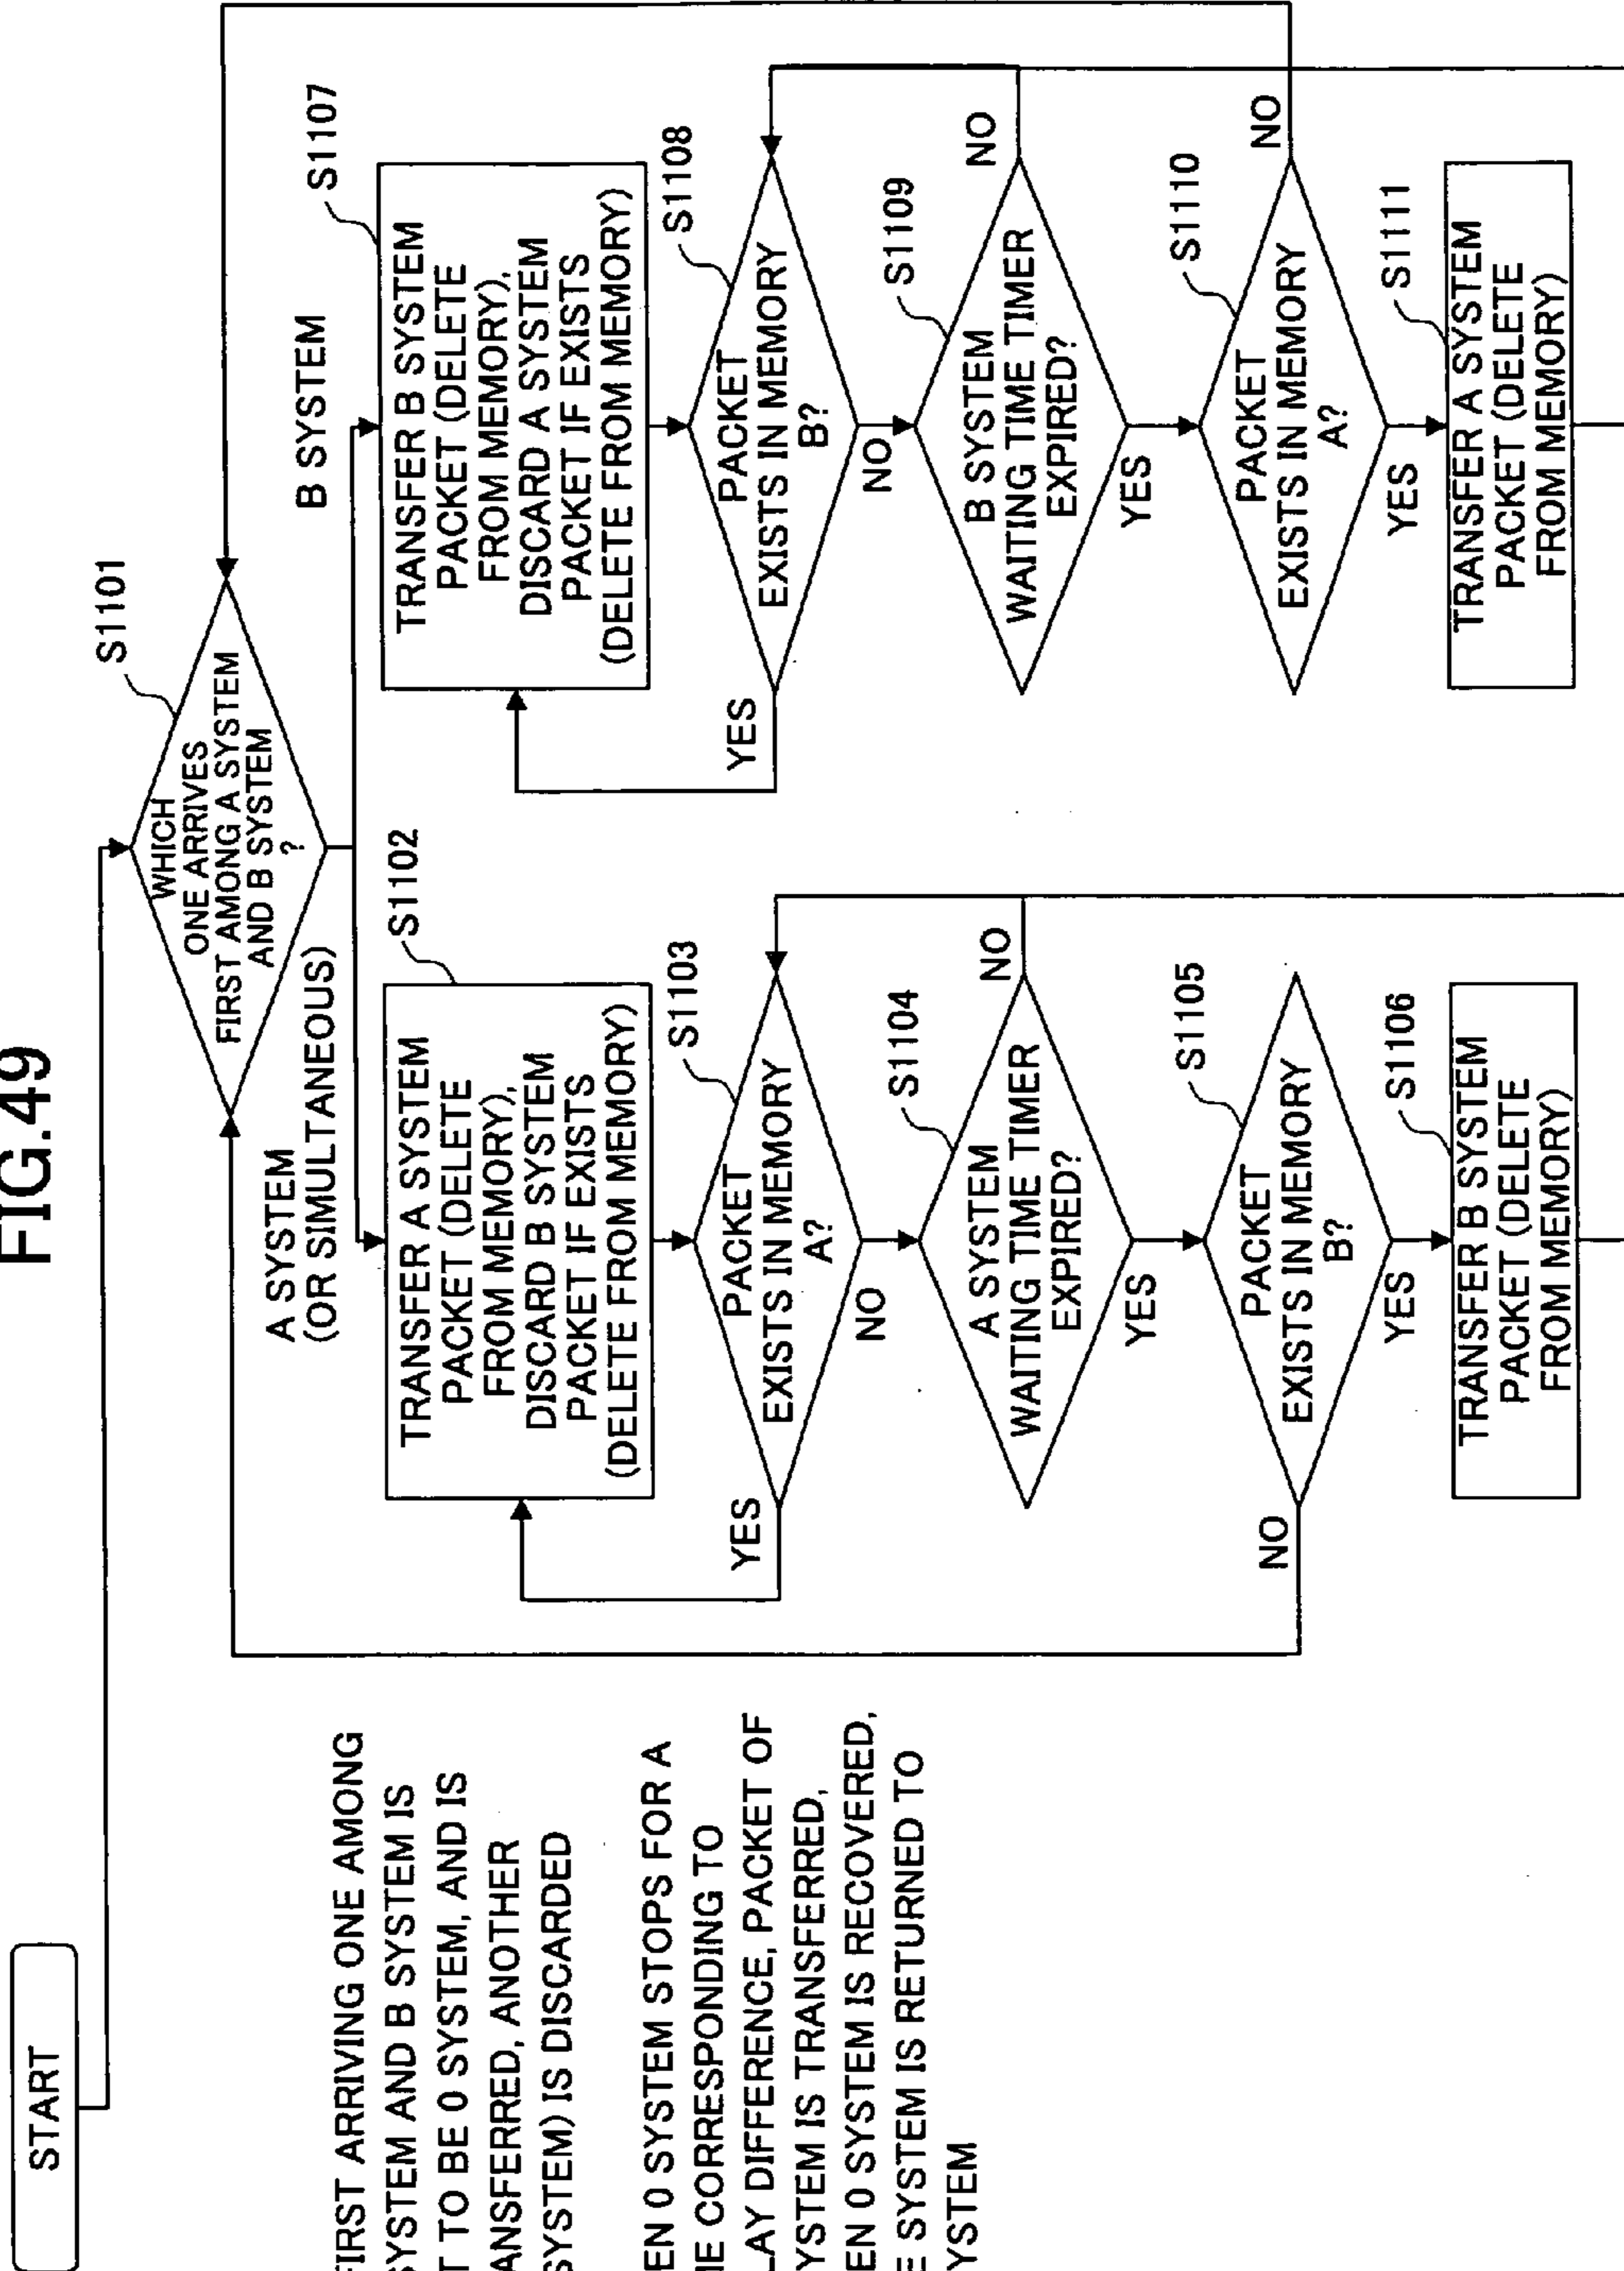 FIG.49
START
FIRST ARRIVING ONE AMONG
SYSTEM AND B SYSTEM IS
TO BE 0 SYSTEM, AND IS
ANOTHER
SYSTEM) IS DISCARDED
0 SYSTEM STOPS FOR A
CORRESPONDING TO
DIFFERENCE, PACKET OF
IS TRANSFERRED,
0 SYSTEM IS RECOVERED,
SYSTEM IS RETURNED TO
S1101
WHICH
ONE ARRIVES
FIRST AMONG A SYSTEM
AND B SYSTEM
?
A SYSTEM
(OR SIMULTANEOUS)
S1102
TRANSFER A SYSTEM
PACKET (DELETE
FROM MEMORY),
DISCARD B SYSTEM
PACKET IF EXISTS
(DELETE FROM MEMORY)
S1103
PACKET
EXISTS IN MEMORY
A?
YES
NO
S1104
A SYSTEM
WAITING TIME TIMER
EXPIRED?
NO
YES
S1105
PACKET
EXISTS IN MEMORY
B?
NO
YES
S1106
TRANSFER B SYSTEM
PACKET (DELETE
FROM MEMORY)
B SYSTEM
S1107
TRANSFER B SYSTEM
PACKET (DELETE
FROM MEMORY),
DISCARD A SYSTEM
PACKET IF EXISTS
(DELETE FROM MEMORY)
S1108
PACKET
EXISTS IN MEMORY
B?
YES
NO
S1109
B SYSTEM
WAITING TIME TIMER
EXPIRED?
NO
YES
S1110
PACKET
EXISTS IN MEMORY
A?
NO
YES
S1111
TRANSFER A SYSTEM
PACKET (DELETE
FROM MEMORY)